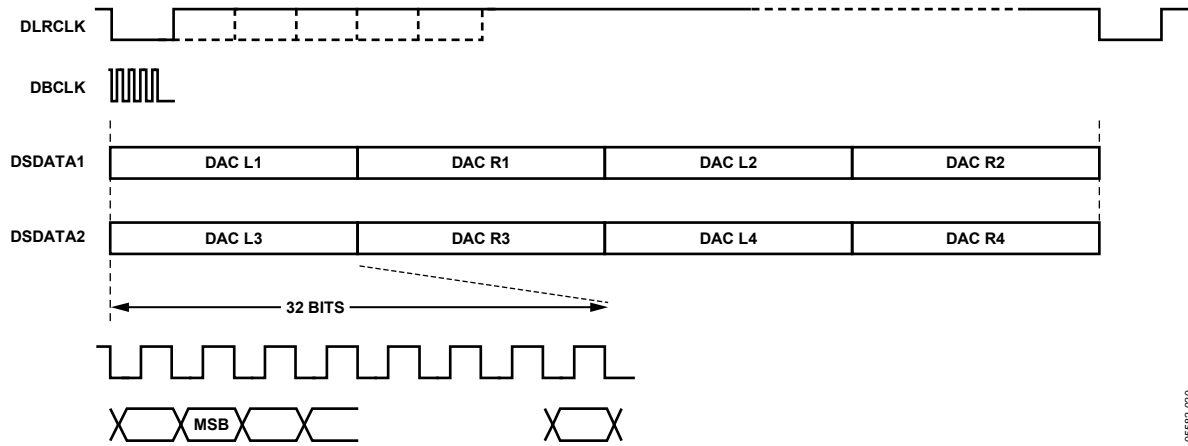 DLRCLK
DBCLK
DSDATA1 DAC L1 DAC R1 DAC L2 DAC R2
DSDATA2 DAC L3 DAC R3 DAC L4 DAC R4
32 BITS
MSB